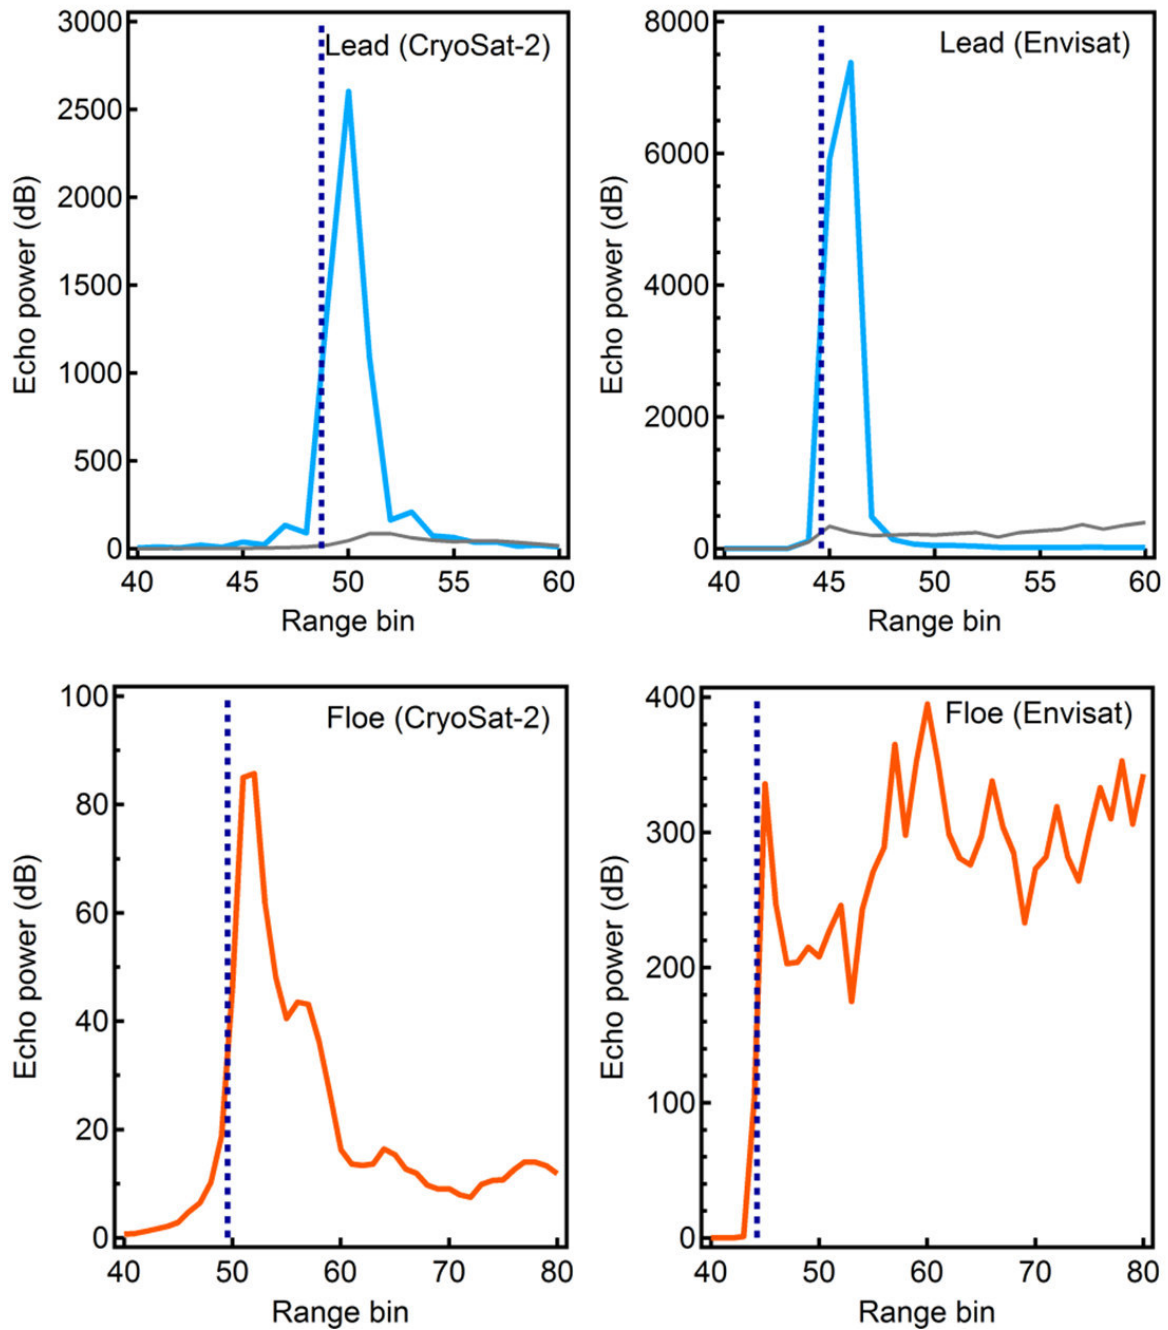 Lead (CryoSat-2)
Echo power (dB)
3000
2500
2000
1500
1000
500
0
40 45 50 55 60
Range bin
Lead (Envisat)
Echo power (dB)
8000
6000
4000
2000
0
40 45 50 55 60
Range bin
Floe (CryoSat-2)
Echo power (dB)
100
80
60
40
20
0
40 50 60 70 80
Range bin
Floe (Envisat)
Echo power (dB)
400
300
200
100
0
40 50 60 70 80
Range bin